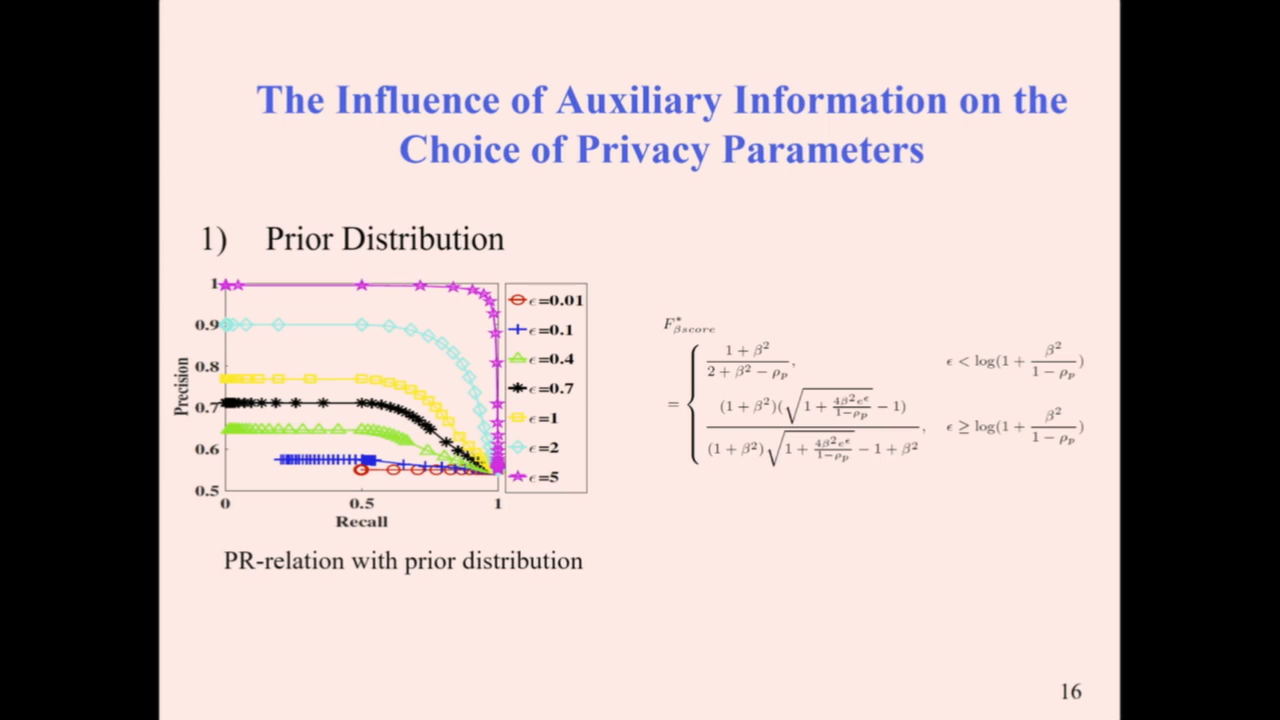 The Influence of Auxiliary Information on the
Choice of Privacy Parameters
1) Prior Distribution
1
0.9
0.8
0.7
0.6
0.5
Precision
0 0.5 1
Recall
ϵ=0.01
ϵ=0.1
ϵ=0.4
ϵ=0.7
ϵ=1
ϵ=2
ϵ=5
PR-relation with prior distribution
F*βscore
= { (1 + β²) / (2 + β² − ρp), ϵ < log(1 + β² / (1 − ρp))
(1 + β²)(√(1 + 4β²e^ϵ / (1−ρp)) − 1) / ((1 + β²)√(1 + 4β²e^ϵ / (1−ρp)) − 1 + β²), ϵ ≥ log(1 + β² / (1 − ρp))
16